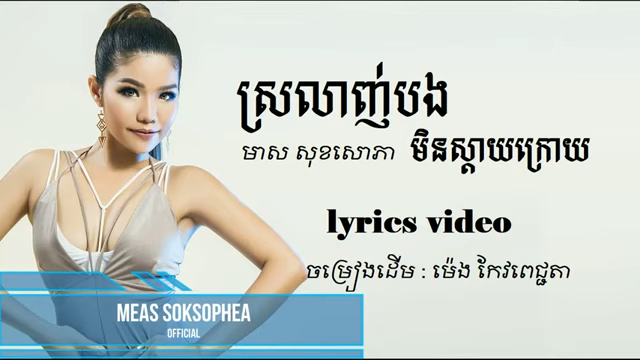 ស្រលាញ់បង
មាស សុខសោភា មិនស្តាយក្រោយ
lyrics video
ចម្រៀងដើម : ម៉េង កែវពេជ្ជតា
MEAS SOKSOPHEA
OFFICIAL